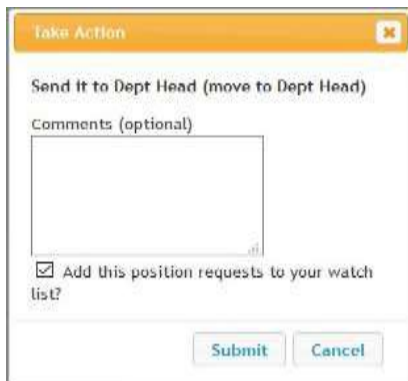 Take Action
Send it to Dept Head (move to Dept Head)
Comments (optional)
Add this position requests to your watch
list?
Submit Cancel